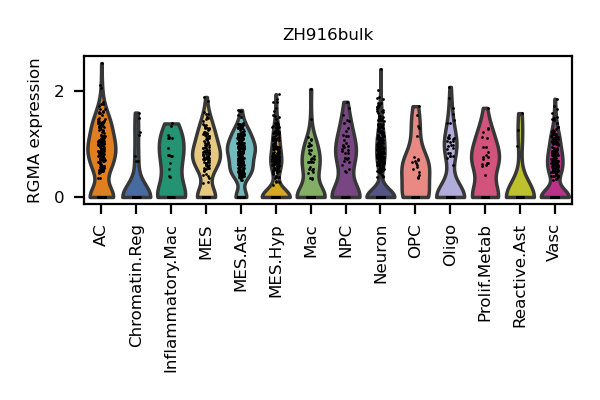 ZH916bulk
RGMA expression
2
0
AC
Chromatin.Reg
Inflammatory.Mac
MES
MES.Ast
MES.Hyp
Mac
NPC
Neuron
OPC
Oligo
Prolif.Metab
Reactive.Ast
Vasc